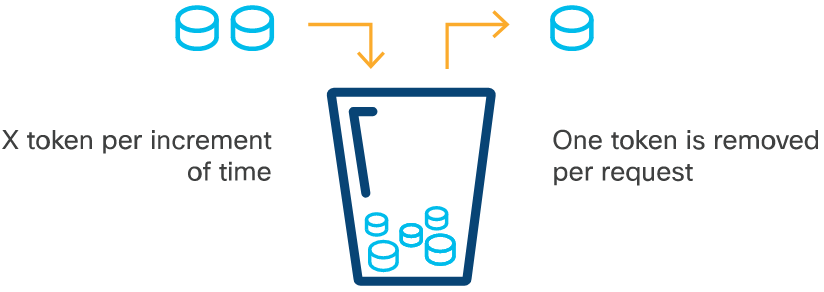 X token per increment
of time
One token is removed
per request